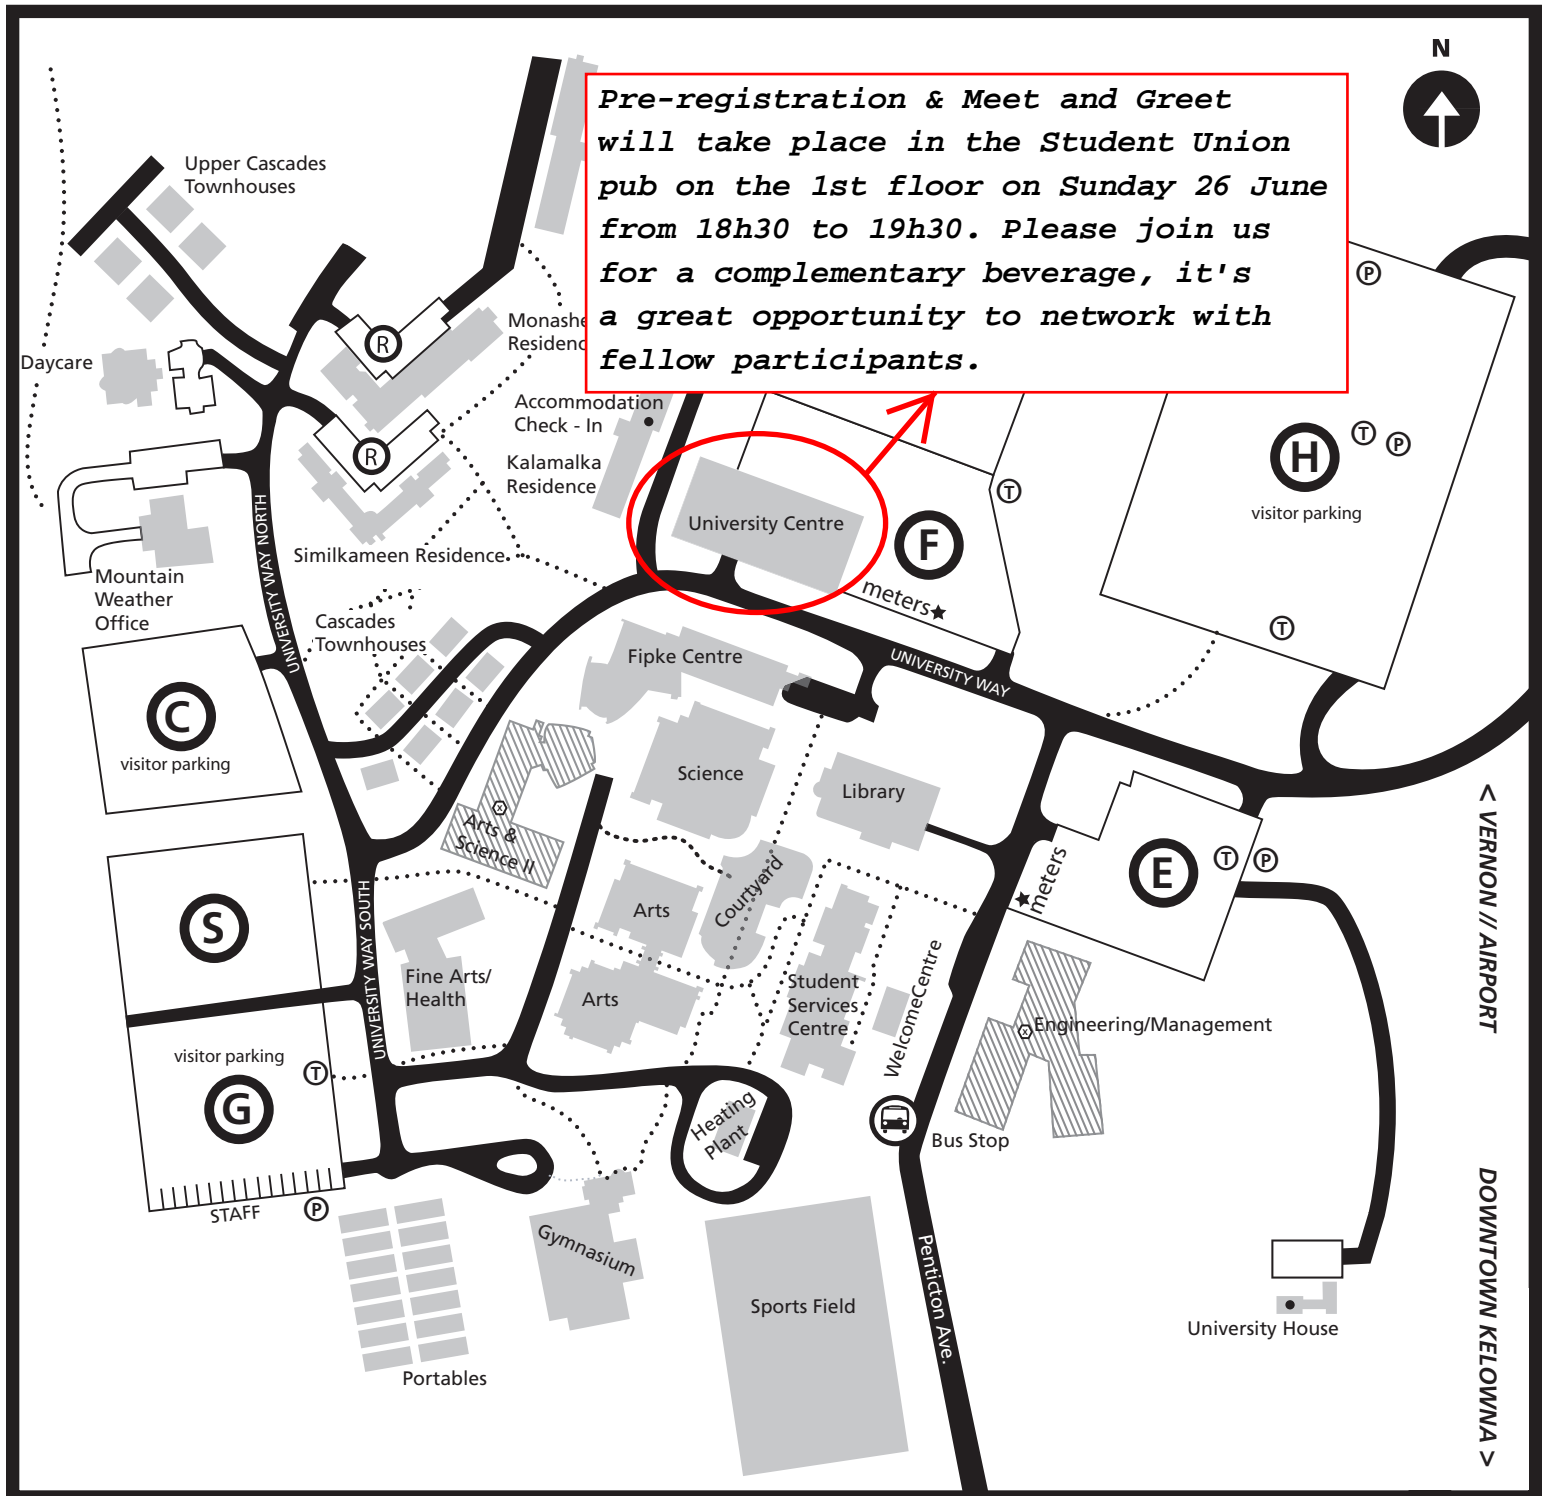 N
Pre-registration & Meet and Greet
will take place in the Student Union
pub on the 1st floor on Sunday 26 June
from 18h30 to 19h30. Please join us
for a complementary beverage, it's
a great opportunity to network with
fellow participants.
Upper Cascades
Townhouses
P
Monashe
Residenc
R
Daycare
Accommodation
Check - In
T
P
H
visitor parking
R
Kalamalka
Residence
T
University Centre
F
meters
UNIVERSITY WAY NORTH
Similkameen Residence
Mountain
Weather
Office
Cascades
Townhouses
T
Fipke Centre
UNIVERSITY WAY
C
visitor parking
Science
Library
x
Arts &
Science II
meters
E
T
P
< VERNON // AIRPORT
Courtyard
Arts
S
UNIVERSITY WAY SOUTH
Fine Arts/
Health
Arts
Student
Services
Centre
WelcomeCentre
x
Engineering/Management
visitor parking
T
G
Heating
Plant
Bus Stop
STAFF
P
Gymnasium
Penticton Ave.
DOWNTOWN KELOWNA >
Sports Field
University House
Portables